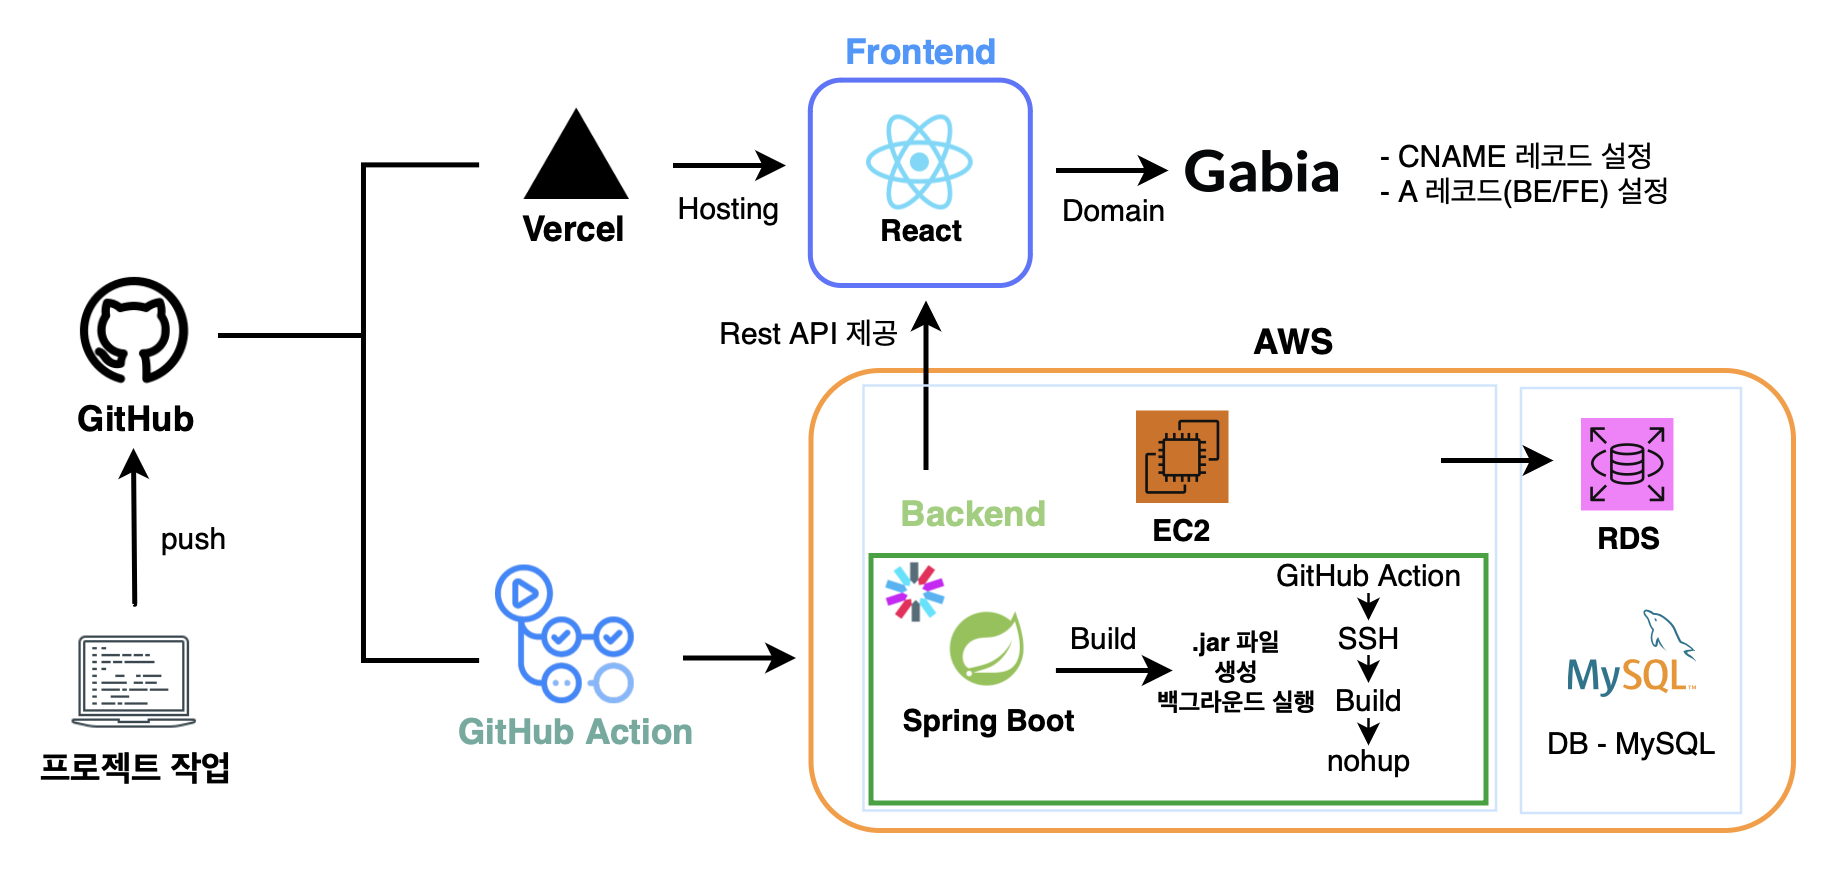 Frontend
React
Vercel
Hosting
Domain
Gabia
- CNAME 레코드 설정
- A 레코드(BE/FE) 설정
GitHub
push
프로젝트 작업
Rest API 제공
AWS
GitHub Action
Backend
EC2
RDS
Spring Boot
Build
.jar 파일
생성
백그라운드 실행
GitHub Action
SSH
Build
nohup
MySQL™
DB - MySQL